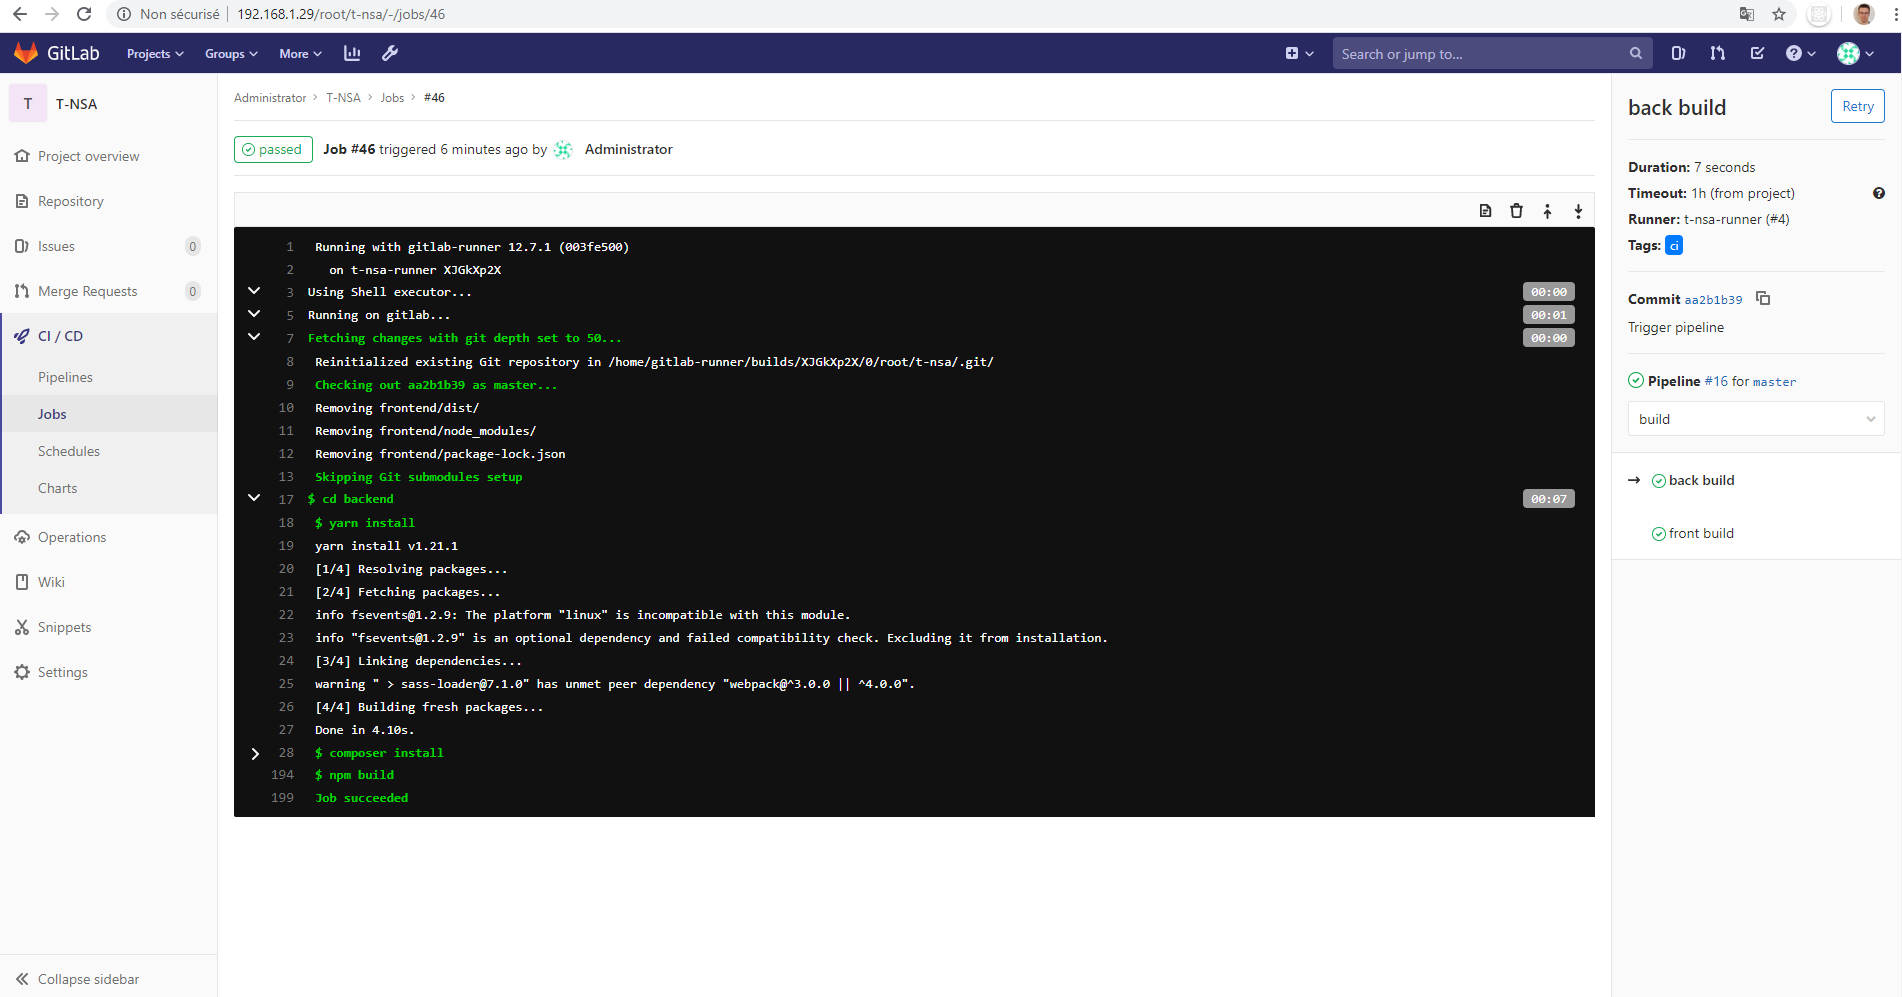 Non sécurisé | 192.168.1.29/root/t-nsa/-/jobs/46
GitLab Projects Groups More Search or jump to...
T T-NSA
Project overview
Repository
Issues 0
Merge Requests 0
CI / CD
Pipelines
Jobs
Schedules
Charts
Operations
Wiki
Snippets
Settings
Collapse sidebar
Administrator > T-NSA > Jobs > #46
passed Job #46 triggered 6 minutes ago by Administrator
1 Running with gitlab-runner 12.7.1 (003fe500)
2 on t-nsa-runner XJGkXp2X
3 Using Shell executor... 00:00
5 Running on gitlab... 00:01
7 Fetching changes with git depth set to 50... 00:00
8 Reinitialized existing Git repository in /home/gitlab-runner/builds/XJGkXp2X/0/root/t-nsa/.git/
9 Checking out aa2b1b39 as master...
10 Removing frontend/dist/
11 Removing frontend/node_modules/
12 Removing frontend/package-lock.json
13 Skipping Git submodules setup
17 $ cd backend 00:07
18 $ yarn install
19 yarn install v1.21.1
20 [1/4] Resolving packages...
21 [2/4] Fetching packages...
22 info fsevents@1.2.9: The platform "linux" is incompatible with this module.
23 info "fsevents@1.2.9" is an optional dependency and failed compatibility check. Excluding it from installation.
24 [3/4] Linking dependencies...
25 warning " > sass-loader@7.1.0" has unmet peer dependency "webpack@^3.0.0 || ^4.0.0".
26 [4/4] Building fresh packages...
27 Done in 4.10s.
28 $ composer install
194 $ npm build
199 Job succeeded
back build Retry
Duration: 7 seconds
Timeout: 1h (from project)
Runner: t-nsa-runner (#4)
Tags: ci
Commit aa2b1b39
Trigger pipeline
Pipeline #16 for master
build
→ back build
front build